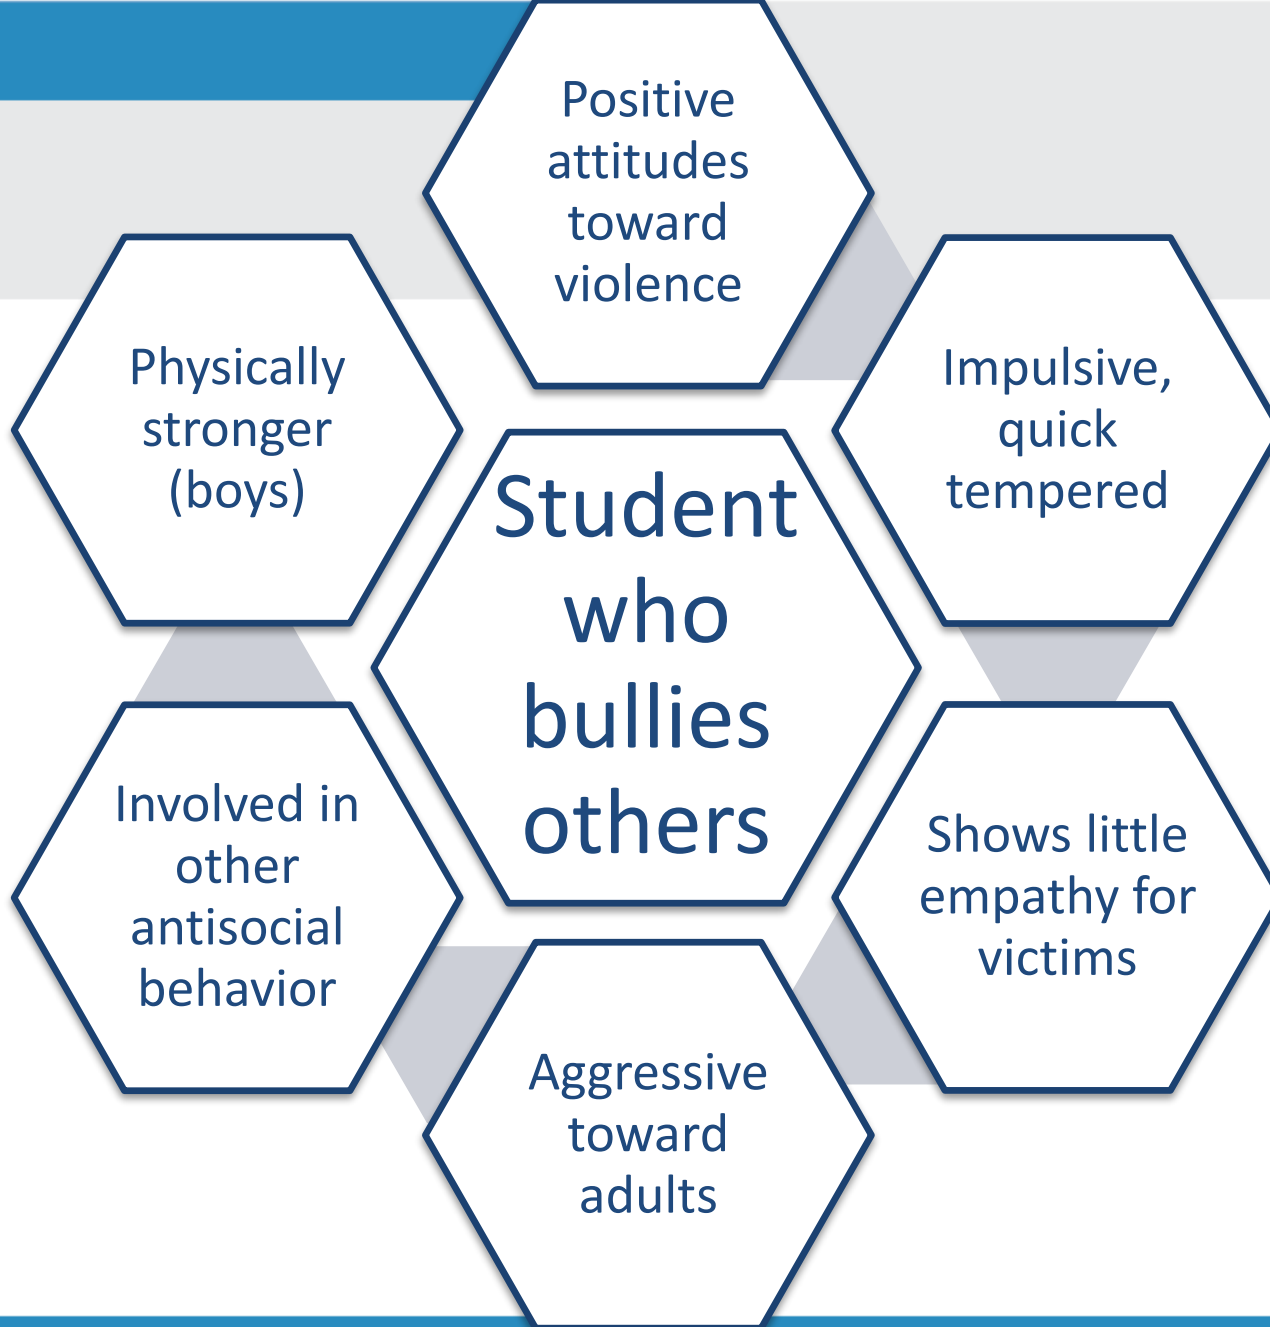 Positive
attitudes
toward
violence
Physically
stronger
(boys)
Impulsive,
quick
tempered
Student
who
bullies
others
Involved in
other
antisocial
behavior
Shows little
empathy for
victims
Aggressive
toward
adults